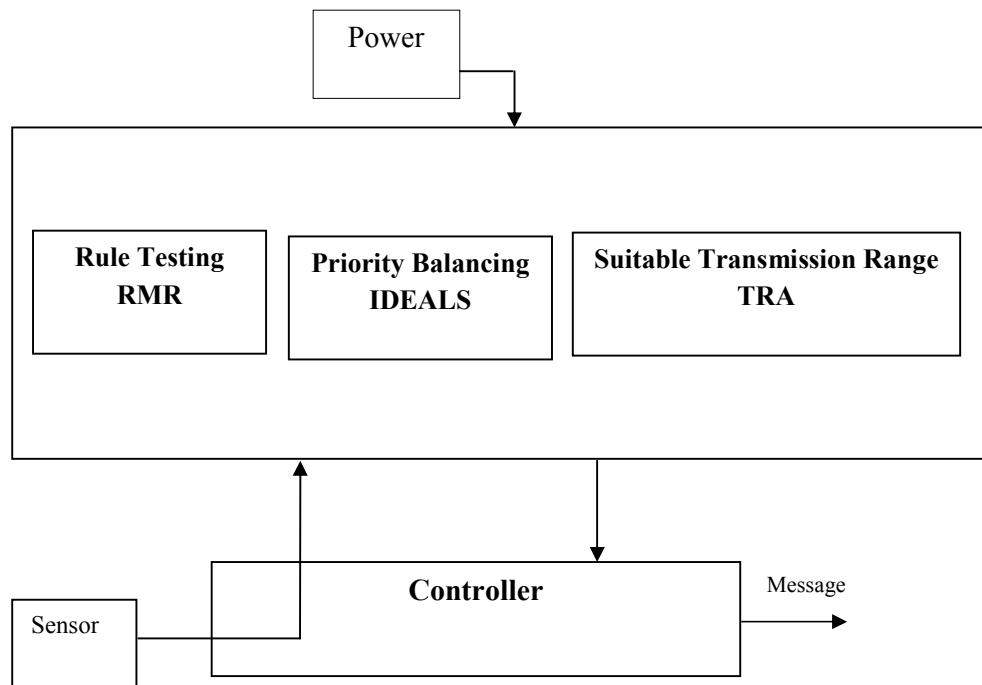 Power
Rule Testing
RMR
Priority Balancing
IDEALS
Suitable Transmission Range
TRA
Controller
Message
Sensor